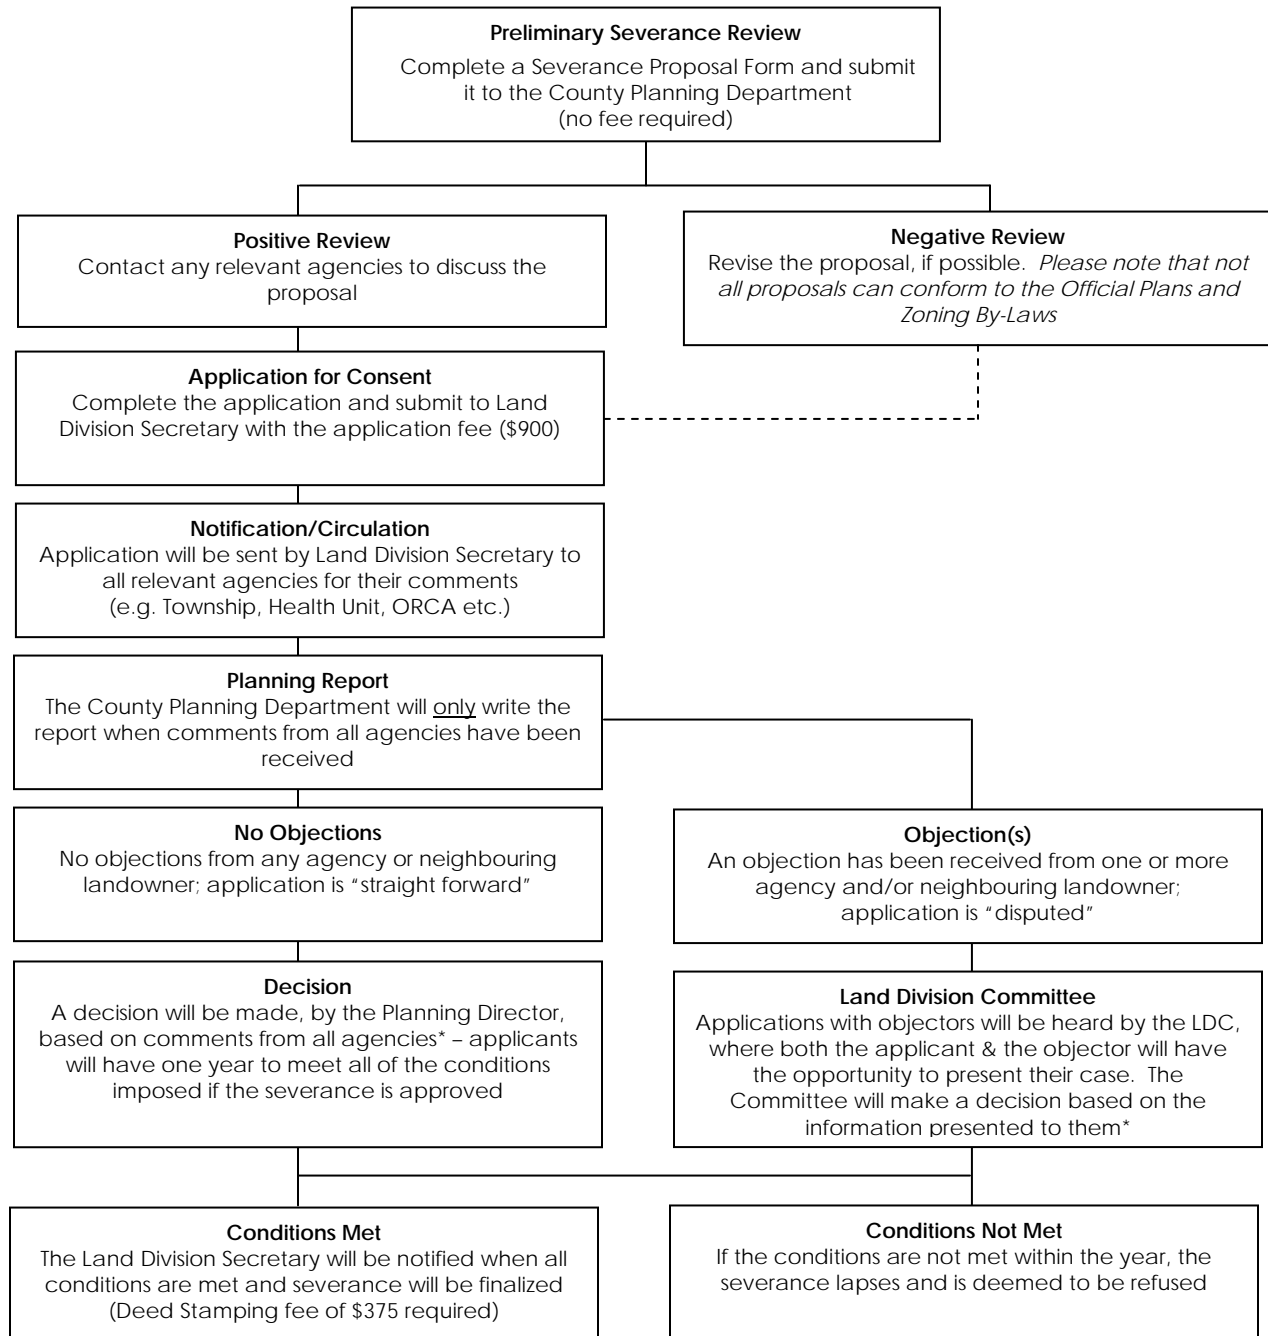 Preliminary Severance Review
Complete a Severance Proposal Form and submit
it to the County Planning Department
(no fee required)
Positive Review
Contact any relevant agencies to discuss the
proposal
Negative Review
Revise the proposal, if possible. Please note that not
all proposals can conform to the Official Plans and
Zoning By-Laws
Application for Consent
Complete the application and submit to Land
Division Secretary with the application fee ($900)
Notification/Circulation
Application will be sent by Land Division Secretary to
all relevant agencies for their comments
(e.g. Township, Health Unit, ORCA etc.)
Planning Report
The County Planning Department will only write the
report when comments from all agencies have been
received
No Objections
No objections from any agency or neighbouring
landowner; application is “straight forward”
Objection(s)
An objection has been received from one or more
agency and/or neighbouring landowner;
application is “disputed”
Decision
A decision will be made, by the Planning Director,
based on comments from all agencies* – applicants
will have one year to meet all of the conditions
imposed if the severance is approved
Land Division Committee
Applications with objectors will be heard by the LDC,
where both the applicant & the objector will have
the opportunity to present their case. The
Committee will make a decision based on the
information presented to them*
Conditions Met
The Land Division Secretary will be notified when all
conditions are met and severance will be finalized
(Deed Stamping fee of $375 required)
Conditions Not Met
If the conditions are not met within the year, the
severance lapses and is deemed to be refused